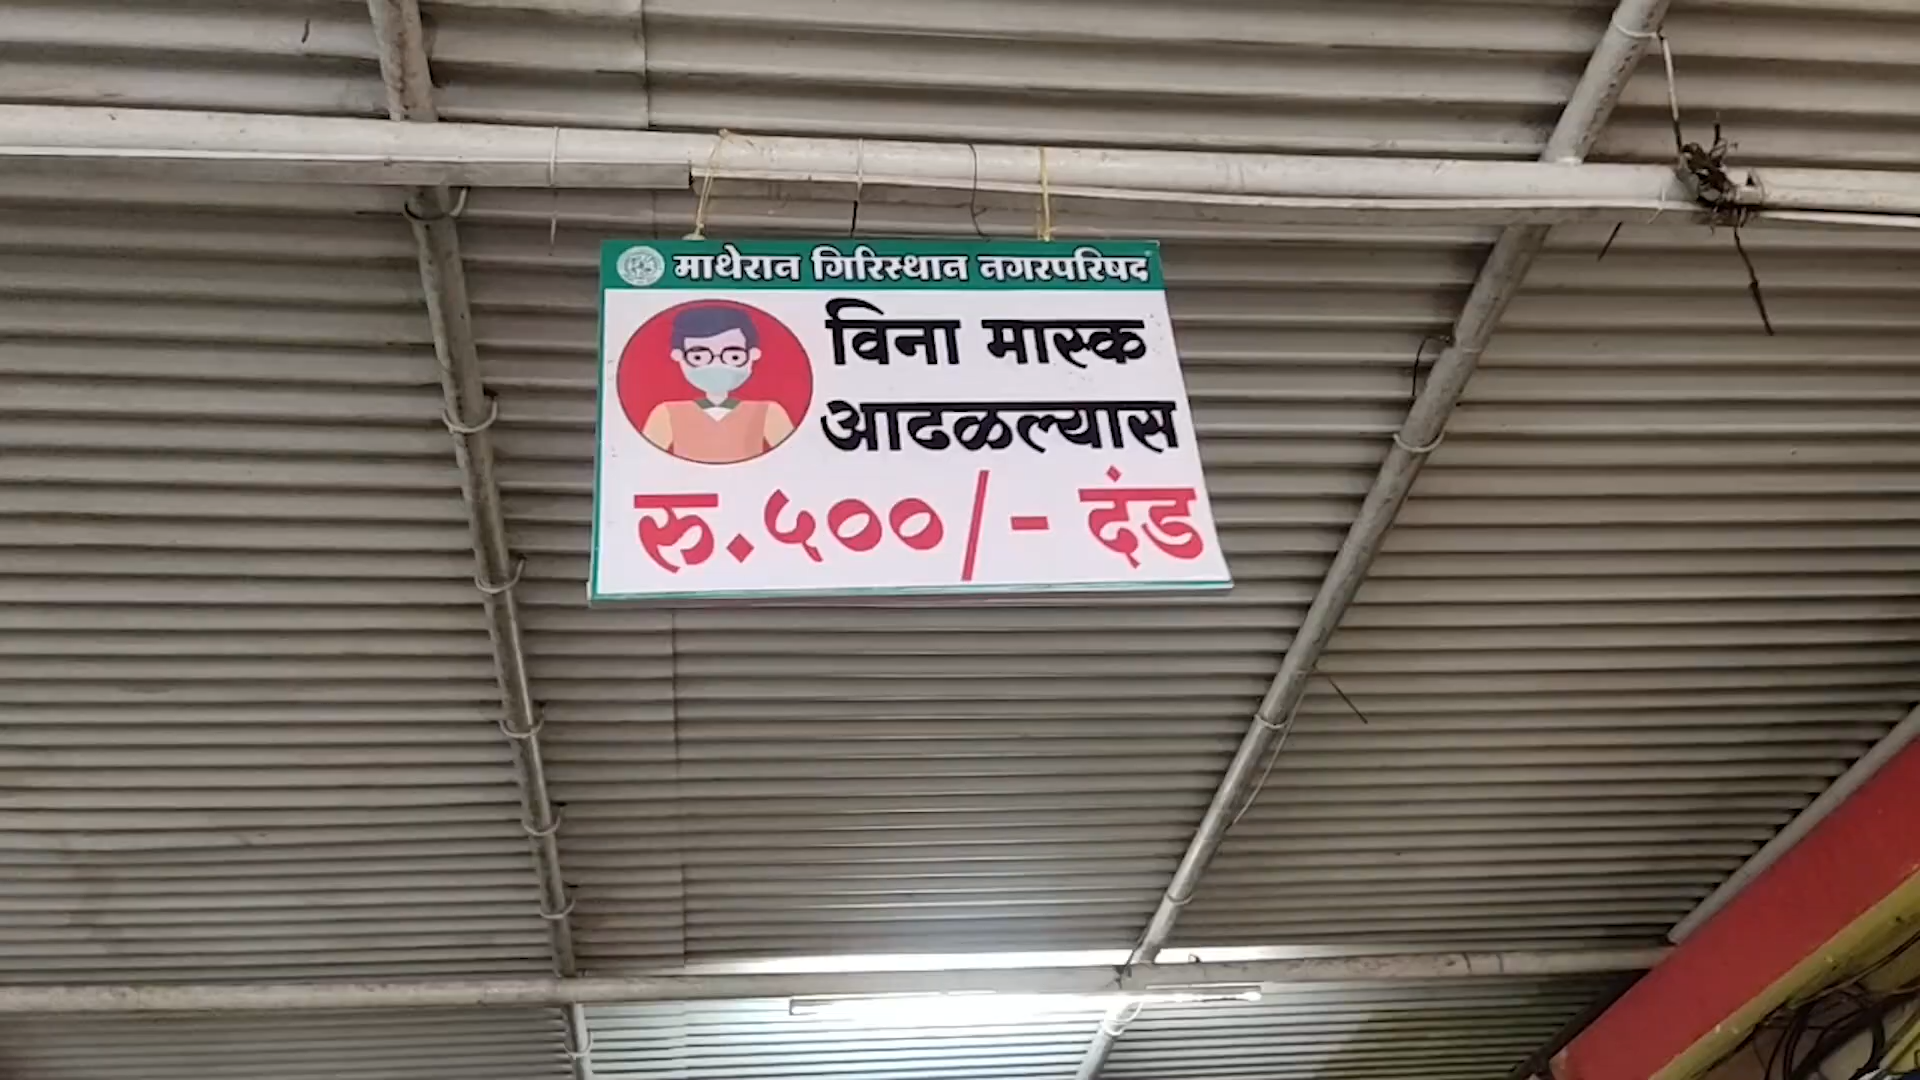 माथेरान गिरिस्थान नगरपरिषद
विना मास्क
आढळल्यास
रु.५००/- दंड